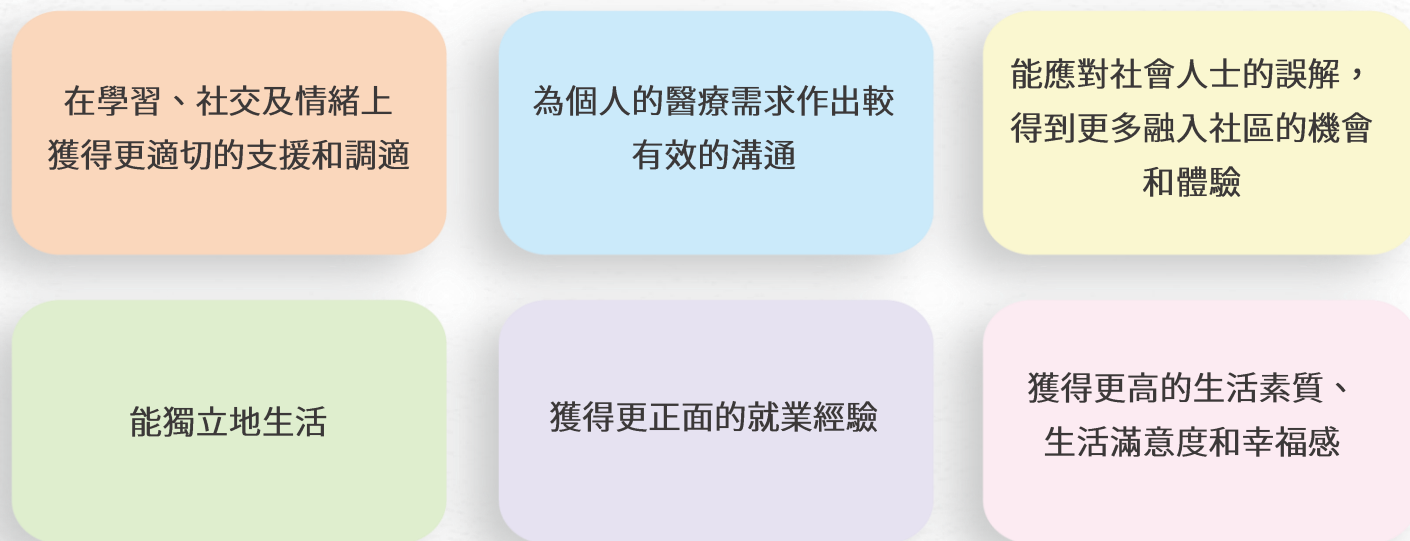 在學習、社交及情緒上
獲得更適切的支援和調適
為個人的醫療需求作出較
有效的溝通
能應對社會人士的誤解，
得到更多融入社區的機會
和體驗
能獨立地生活
獲得更正面的就業經驗
獲得更高的生活素質、
生活滿意度和幸福感